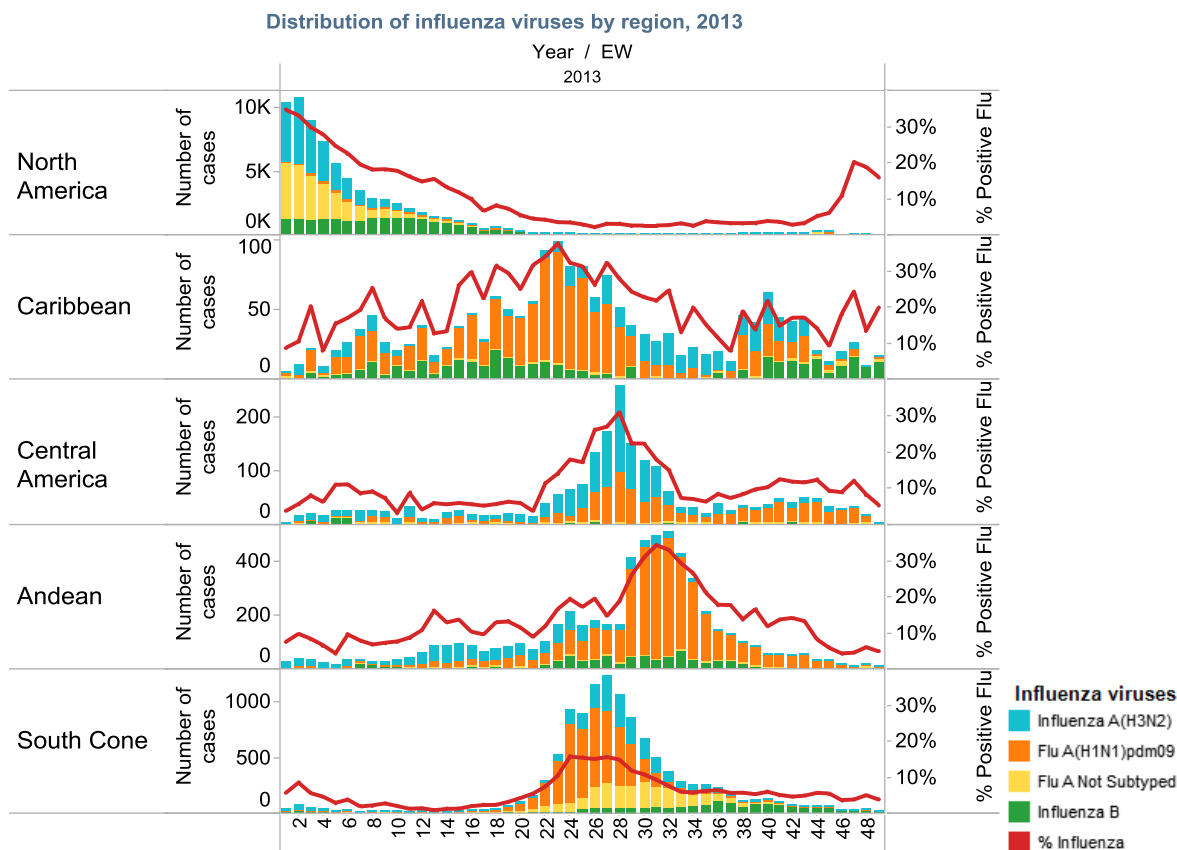 Distribution of influenza viruses by region, 2013
Year / EW
2013
North
America
Number of
cases
10K
5K
0K
30%
20%
10%
% Positive Flu
Caribbean
Number of
cases
100
50
0
30%
20%
10%
% Positive Flu
Central
America
Number of
cases
200
100
0
30%
20%
10%
% Positive Flu
Andean
Number of
cases
400
200
0
30%
20%
10%
% Positive Flu
South Cone
Number of
cases
1000
500
0
30%
20%
10%
% Positive Flu
2 4 6 8 10 12 14 16 18 20 22 24 26 28 30 32 34 36 38 40 42 44 46 48
Influenza viruses
Influenza A(H3N2)
Flu A(H1N1)pdm09
Flu A Not Subtyped
Influenza B
% Influenza